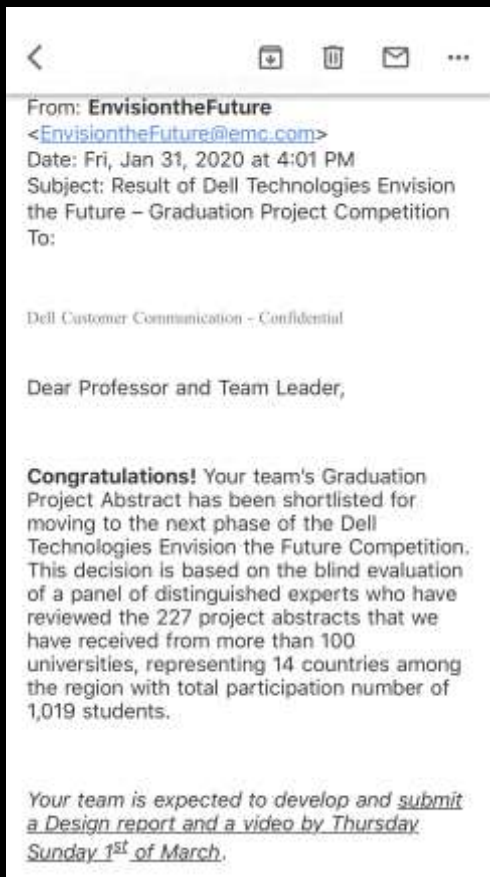 From: EnvisiontheFuture
<EnvisiontheFuture@emc.com>
Date: Fri, Jan 31, 2020 at 4:01 PM
Subject: Result of Dell Technologies Envision
the Future – Graduation Project Competition
To:
Dell Customer Communication - Confidential
Dear Professor and Team Leader,
Congratulations! Your team's Graduation
Project Abstract has been shortlisted for
moving to the next phase of the Dell
Technologies Envision the Future Competition.
This decision is based on the blind evaluation
of a panel of distinguished experts who have
reviewed the 227 project abstracts that we
have received from more than 100
universities, representing 14 countries among
the region with total participation number of
1,019 students.
Your team is expected to develop and submit
a Design report and a video by Thursday
Sunday 1st of March.